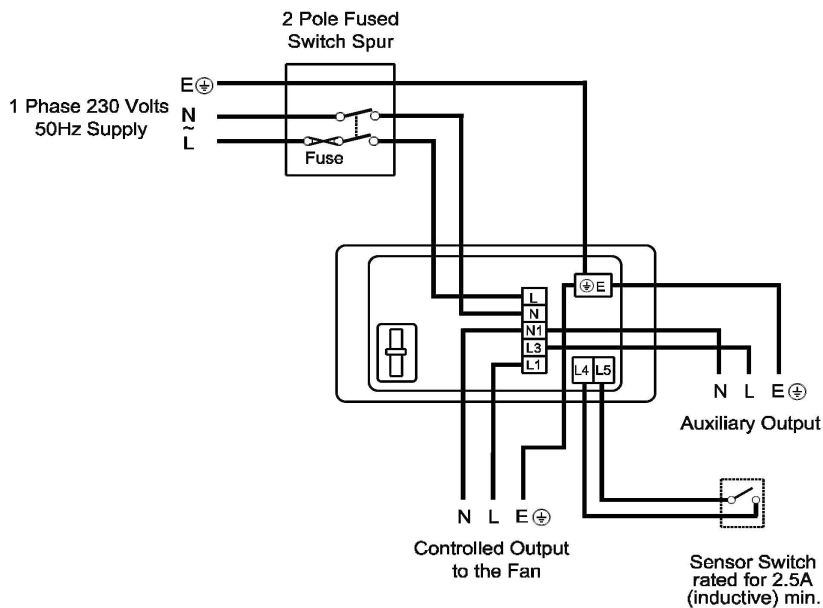 2 Pole Fused
Switch Spur
E
1 Phase 230 Volts
50Hz Supply
N
~
L
Fuse
L
N
N1
L3
L1
E
L4 L5
N L E
Auxiliary Output
N L E
Controlled Output
to the Fan
Sensor Switch
rated for 2.5A
(inductive) min.